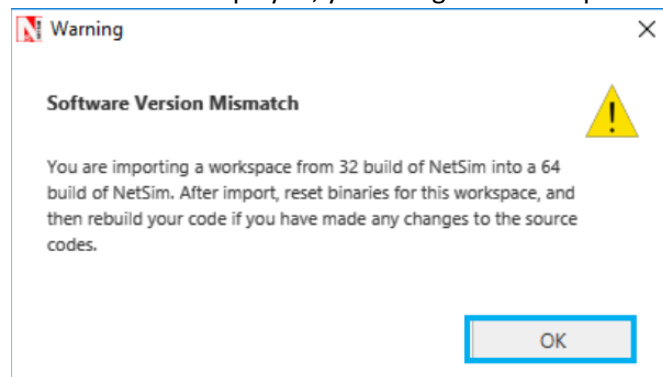 Warning
Software Version Mismatch
You are importing a workspace from 32 build of NetSim into a 64
build of NetSim. After import, reset binaries for this workspace, and
then rebuild your code if you have made any changes to the source
codes.
OK